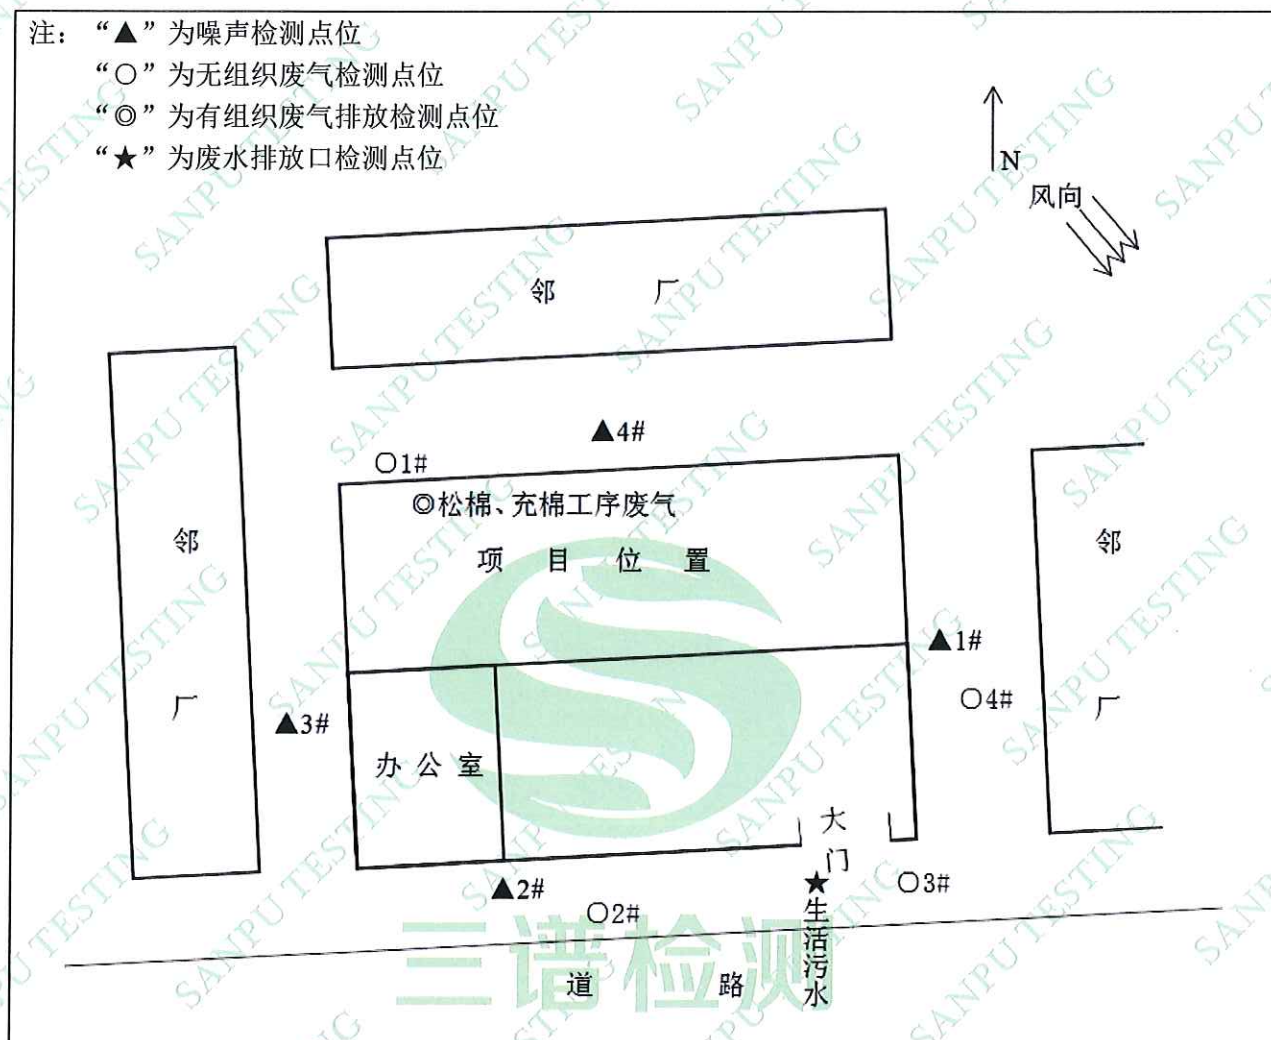 注：“▲”为噪声检测点位
“○”为无组织废气检测点位
“◎”为有组织废气排放检测点位
“★”为废水排放口检测点位
N
风向
邻 厂
▲4#
○1#
◎松棉、充棉工序废气
项 目 位 置
邻
厂
邻
厂
▲1#
○4#
▲3#
办 公 室
大
门
▲2#
○2#
★
生
活
污
水
○3#
道 路
三谱检测
SANPU TESTING